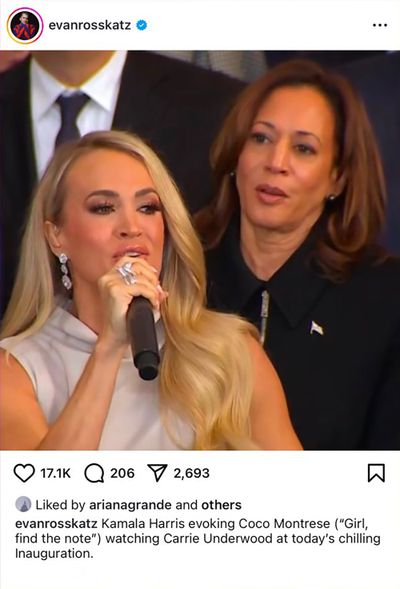 evanrosskatz
17.1K 206 2,693
Liked by arianagrande and others
evanrosskatz Kamala Harris evoking Coco Montrese (“Girl,
find the note”) watching Carrie Underwood at today’s chilling
Inauguration.